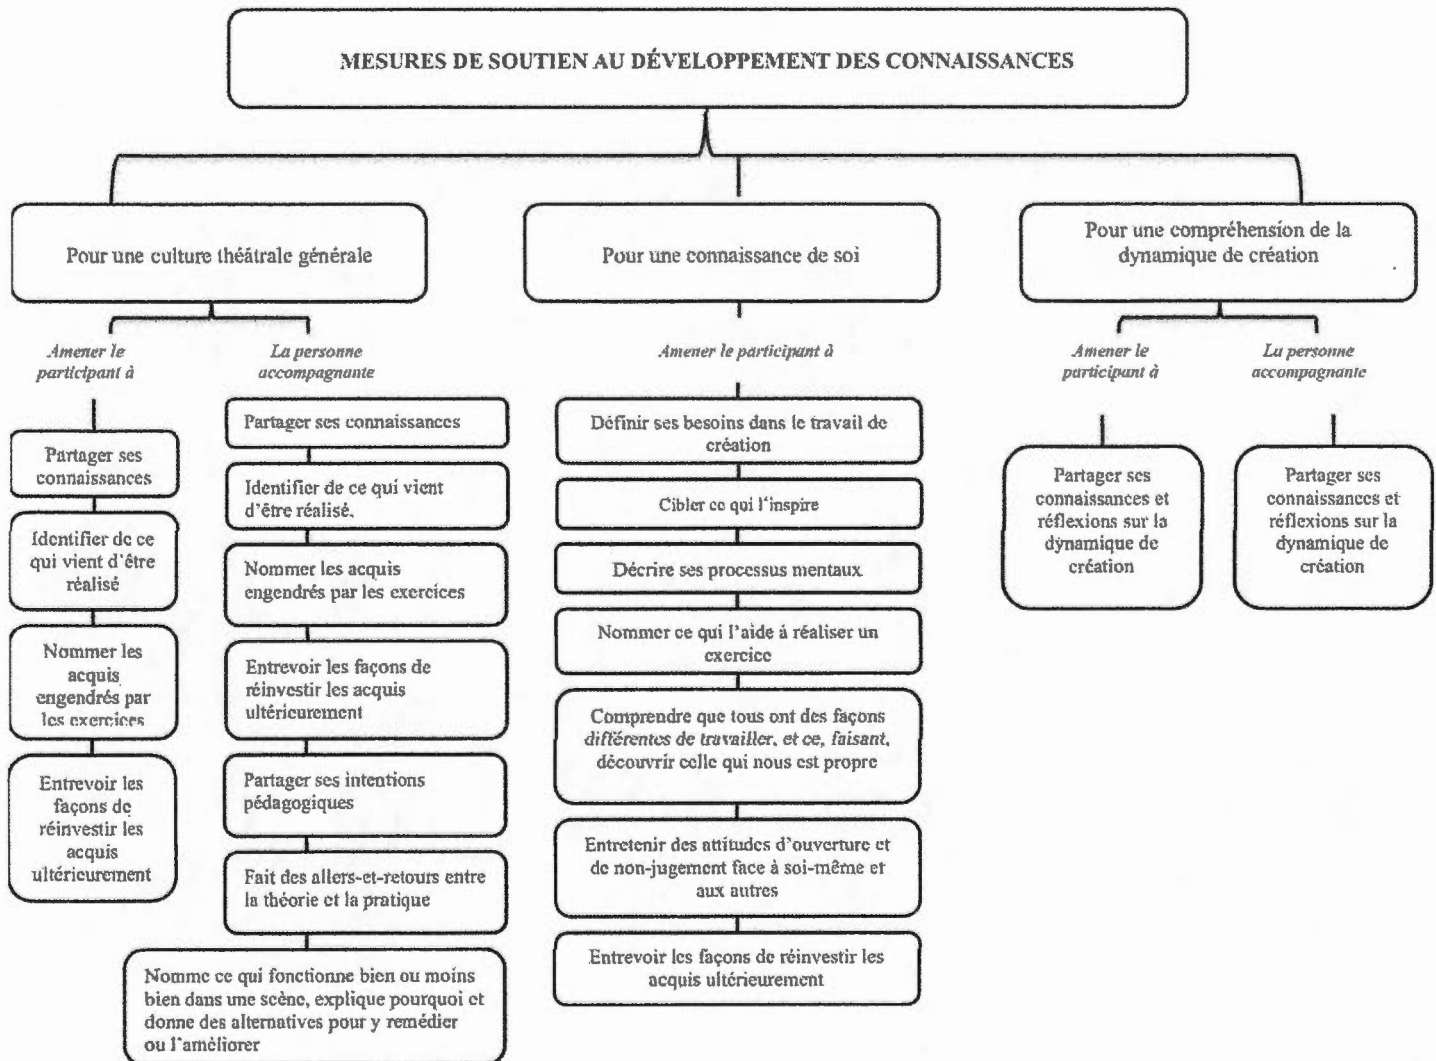 MESURES DE SOUTIEN AU DÉVELOPPEMENT DES CONNAISSANCES
Pour une culture théâtrale générale
Amener le
participant à
Partager ses
connaissances
Identifier de ce
qui vient d'être
réalisé
Nommer les
acquis
engendrés par
les exercices
Entrevoir les
façons de
réinvestir les
acquis
ultérieurement
La personne
accompagnante
Partager ses connaissances
Identifier de ce qui vient
d'être réalisé.
Nommer les acquis
engendrés par les exercices
Entrevoir les façons de
réinvestir les acquis
ultérieurement
Partager ses intentions
pédagogiques
Fait des allers-et-retours entre
la théorie et la pratique
Nomme ce qui fonctionne bien ou moins
bien dans une scène, explique pourquoi et
donne des alternatives pour y remédier
ou l'améliorer
Pour une connaissance de soi
Amener le participant à
Définir ses besoins dans le travail de
création
Cibler ce qui l'inspire
Décrire ses processus mentaux
Nommer ce qui l'aide à réaliser un
exercice
Comprendre que tous ont des façons
différentes de travailler, et ce, faisant,
découvrir celle qui nous est propre
Entretenir des attitudes d'ouverture et
de non-jugement face à soi-même et
aux autres
Entrevoir les façons de réinvestir les
acquis ultérieurement
Pour une compréhension de la
dynamique de création
Amener le
participant à
Partager ses
connaissances et
réflexions sur la
dynamique de
création
La personne
accompagnante
Partager ses
connaissances et
réflexions sur la
dynamique de
création